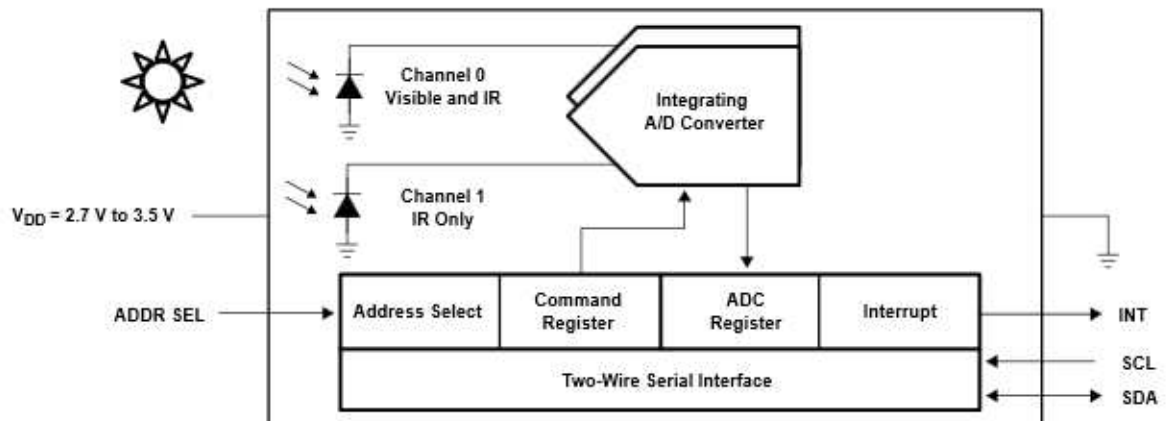 Channel 0
Visible and IR
Integrating
A/D Converter
Channel 1
IR Only
VDD = 2.7 V to 3.5 V
ADDR SEL
Address Select
Command
Register
ADC
Register
Interrupt
INT
Two-Wire Serial Interface
SCL
SDA